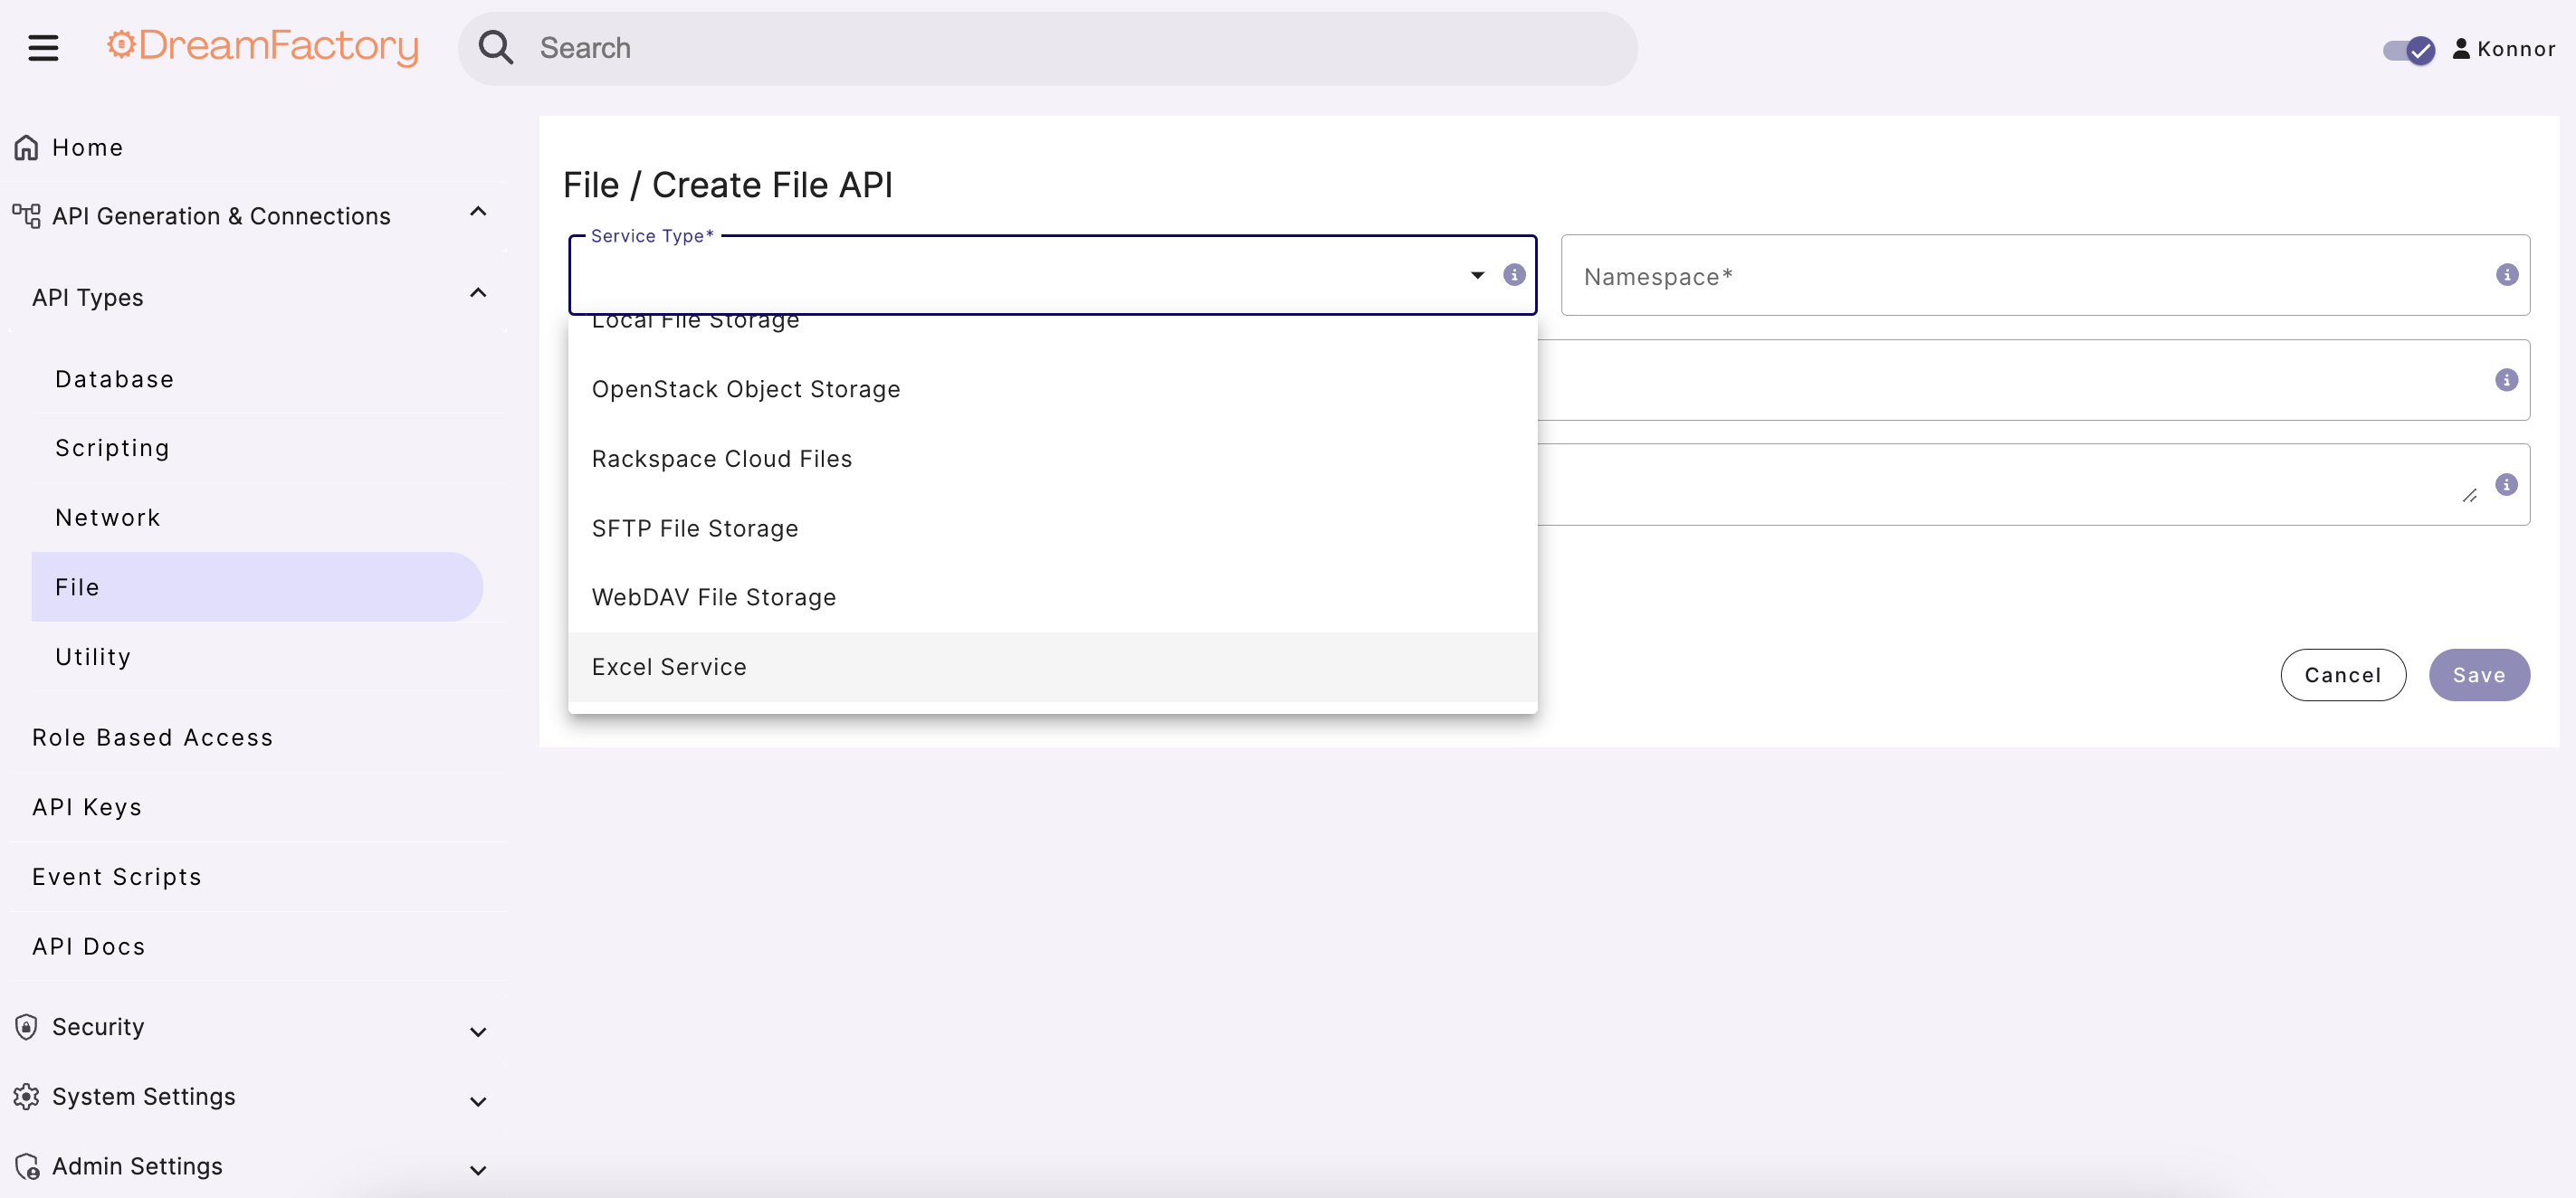 DreamFactory
Search
Konnor
Home
API Generation & Connections
API Types
Database
Scripting
Network
File
Utility
Role Based Access
API Keys
Event Scripts
API Docs
Security
System Settings
Admin Settings
File / Create File API
Service Type*
Namespace*
Local File Storage
OpenStack Object Storage
Rackspace Cloud Files
SFTP File Storage
WebDAV File Storage
Excel Service
Cancel
Save